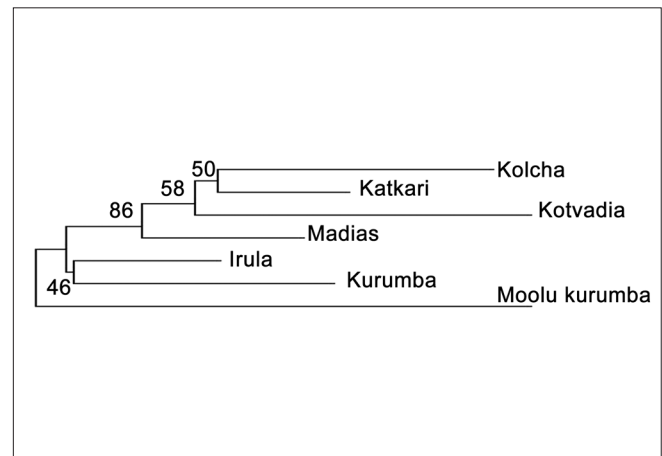 50
Kolcha
58
Katkari
86
Kotvadia
Madias
Irula
46
Kurumba
Moolu kurumba